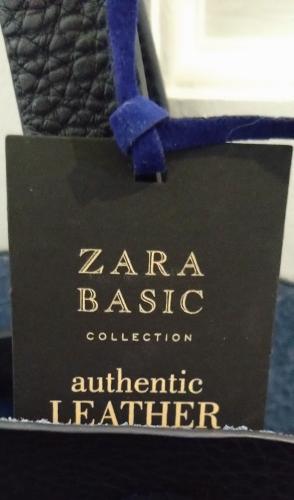 ZARA
BASIC
COLLECTION
authentic
LEATHER